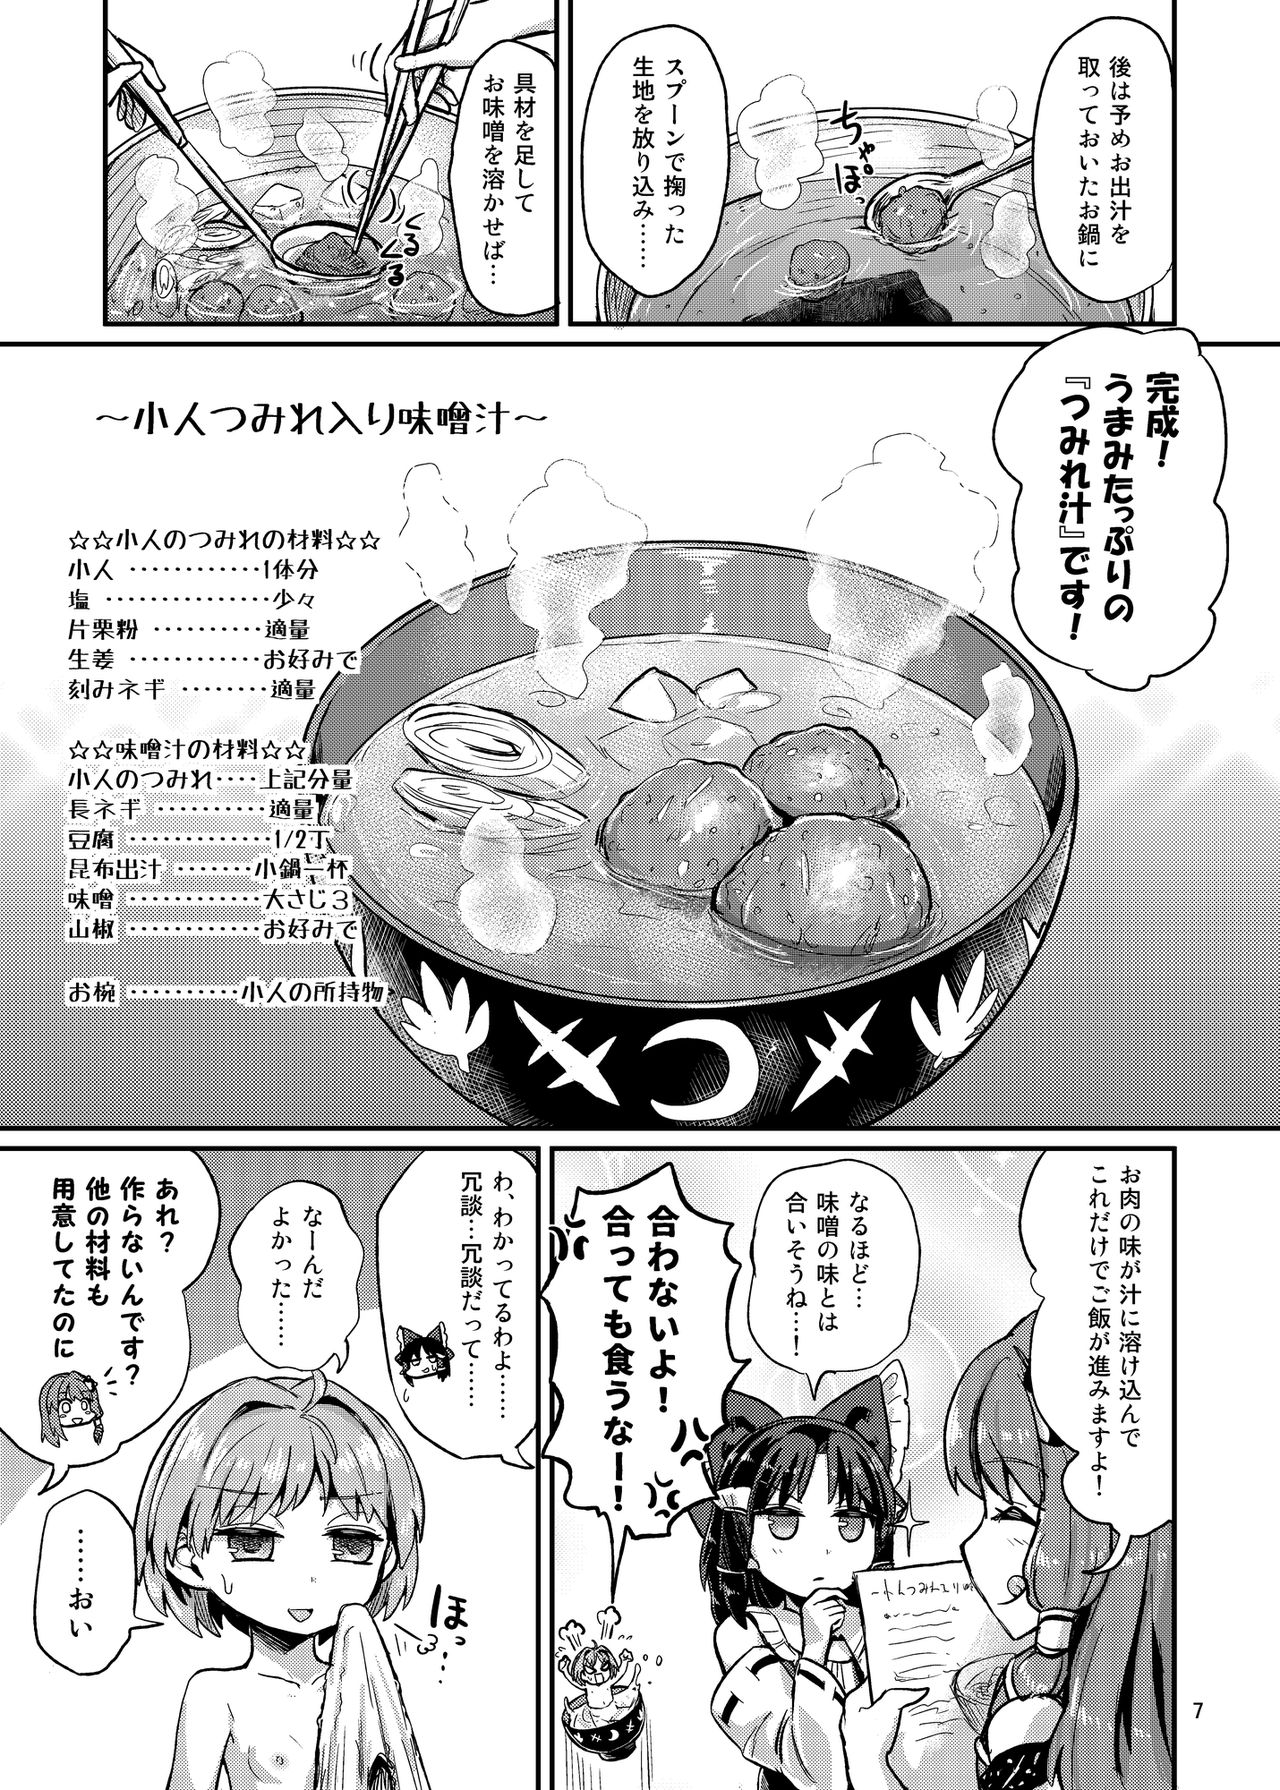 後は予めお出汁を
取っておいたお鍋に
スプーンで掬った
生地を放り込み……
ちゃぽっ
具材を足して
お味噌を溶かせば…
くるくる
完成！
うまみたっぷりの
『つみれ汁』です！
～小人つみれ入り味噌汁～
☆☆小人のつみれの材料☆☆
小人 …………1体分
塩 ……………少々
片栗粉 ………適量
生姜 …………お好みで
刻みネギ ……適量
☆☆味噌汁の材料☆☆
小人のつみれ‥‥上記分量
長ネギ ………適量
豆腐 …………1/2丁
昆布出汁 ……小鍋一杯
味噌 …………大さじ3
山椒 …………お好みで
お椀 …………小人の所持物
お肉の味が汁に溶け込んで
これだけでご飯が進みますよ！
なるほど…
味噌の味とは
合いそうね…！
合わないよ！
合っても食うなー！
ハァ
わ、わかってるわよ……
冗談…冗談だって……
なーんだ
よかった……
ほっ…
あれ？
作らないんです？
他の材料も
用意してたのに
……おい
7